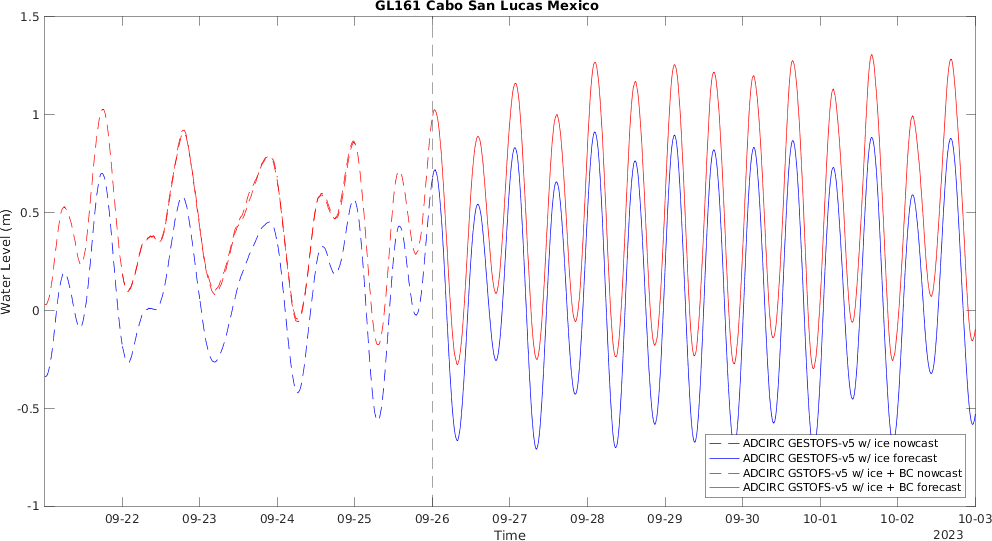 GL161 Cabo San Lucas Mexico
1.5
1
0.5
0
-0.5
-1
Water Level (m)
ADCIRC GESTOFS-v5 w/ ice nowcast
ADCIRC GESTOFS-v5 w/ ice forecast
ADCIRC GSTOFS-v5 w/ ice + BC nowcast
ADCIRC GSTOFS-v5 w/ ice + BC forecast
09-22 09-23 09-24 09-25 09-26 09-27 09-28 09-29 09-30 10-01 10-02 10-03
Time
2023